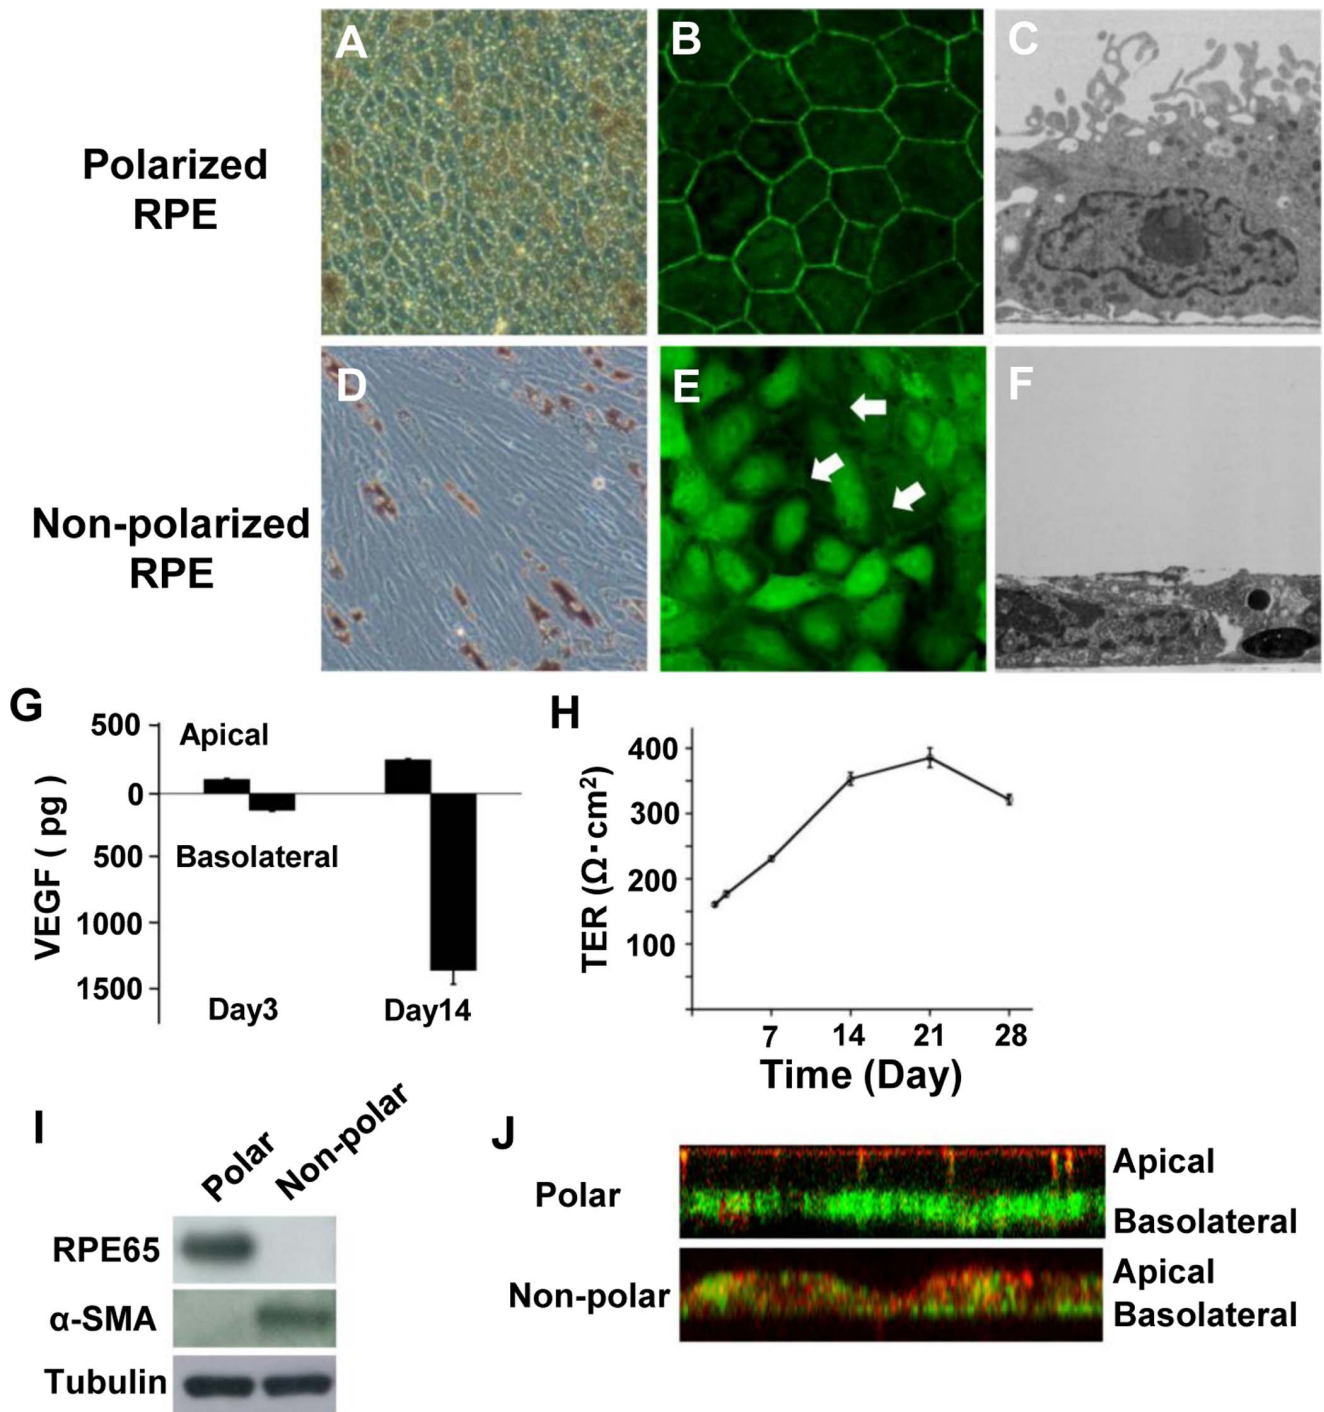 A
B
C
Polarized
RPE
D
E
F
Non-polarized
RPE
G
500
Apical
0
VEGF ( pg )
500
Basolateral
1000
1500
Day3
Day14
H
400
300
TER (Ω·cm²)
200
100
7
14
21
28
Time (Day)
I
Polar
Non-polar
RPE65
α-SMA
Tubulin
J
Polar
Apical
Basolateral
Non-polar
Apical
Basolateral